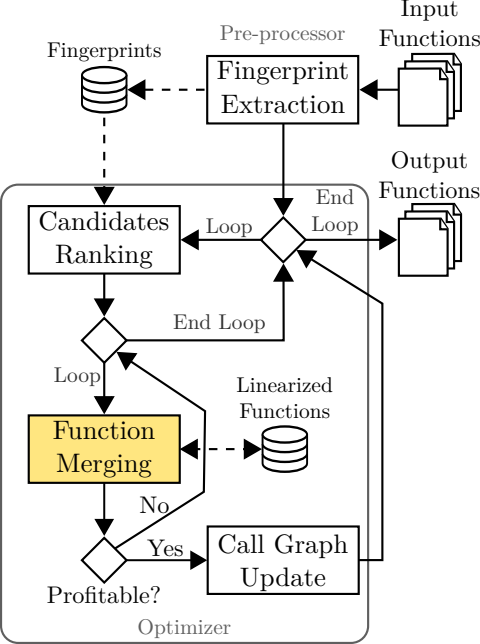 Input
Functions
Pre-processor
Fingerprints
Fingerprint
Extraction
Output
Functions
End
Loop
Loop
Candidates
Ranking
End Loop
Loop
Linearized
Functions
Function
Merging
No
Yes
Call Graph
Update
Profitable?
Optimizer